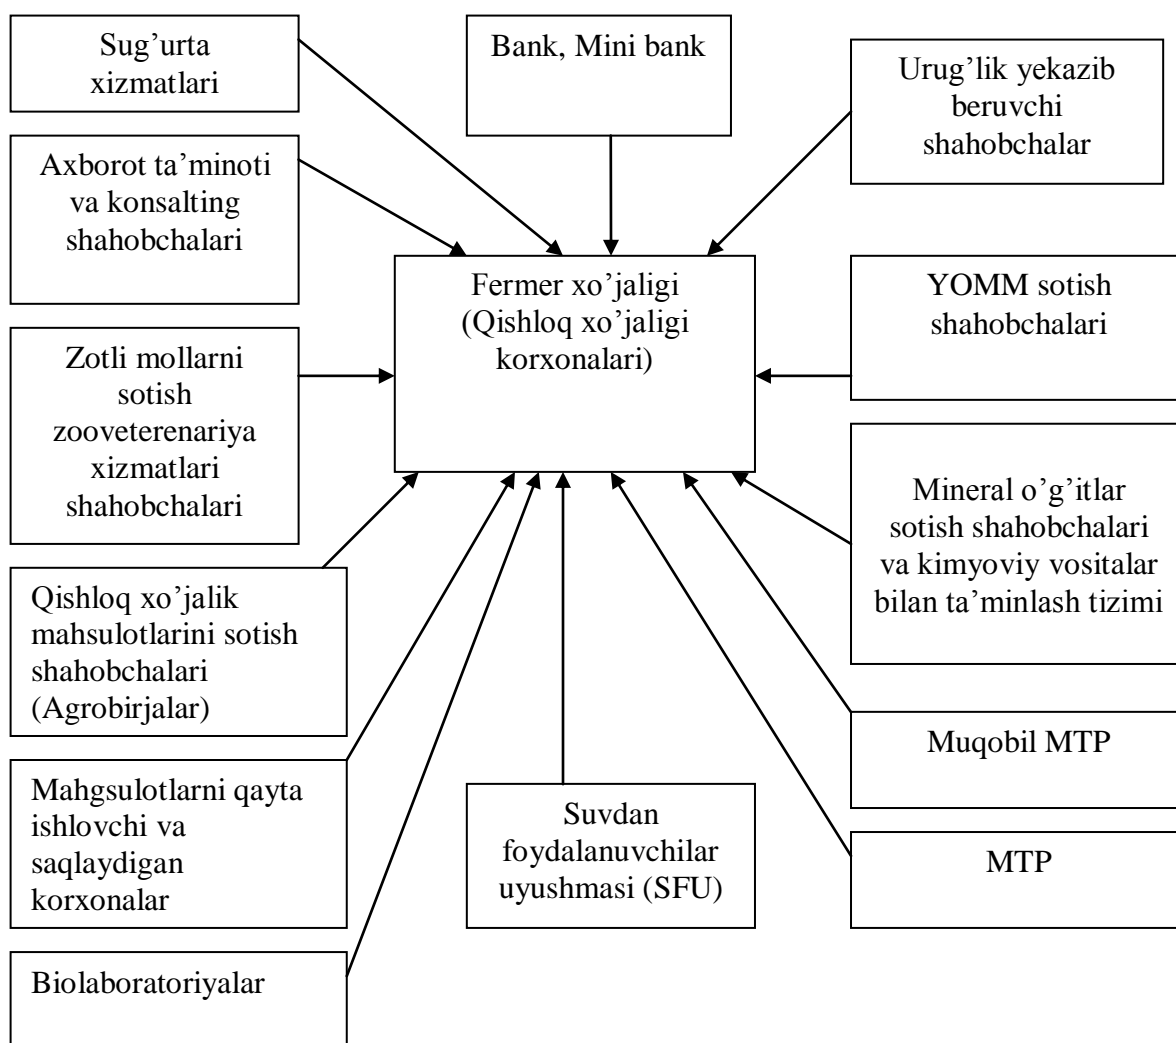 Sug’urta
xizmatlari
Bank, Mini bank
Urug’lik yekazib
beruvchi
shahobchalar
Axborot ta’minoti
va konsalting
shahobchalari
Fermer xo’jaligi
(Qishloq xo’jaligi
korxonalari)
YOMM sotish
shahobchalari
Zotli mollarni
sotish
zooveterenariya
xizmatlari
shahobchalari
Mineral o’g’itlar
sotish shahobchalari
va kimyoviy vositalar
bilan ta’minlash tizimi
Qishloq xo’jalik
mahsulotlarini sotish
shahobchalari
(Agrobirjalar)
Muqobil MTP
Mahgsulotlarni qayta
ishlovchi va
saqlaydigan
korxonalar
Suvdan
foydalanuvchilar
uyushmasi (SFU)
MTP
Biolaboratoriyalar